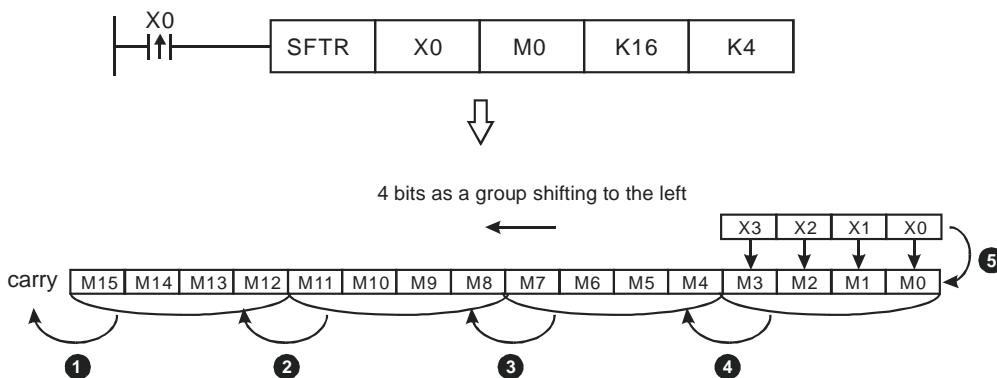 X0
SFTR X0 M0 K16 K4
4 bits as a group shifting to the left
X3 X2 X1 X0
5
carry M15 M14 M13 M12 M11 M10 M9 M8 M7 M6 M5 M4 M3 M2 M1 M0
1 2 3 4